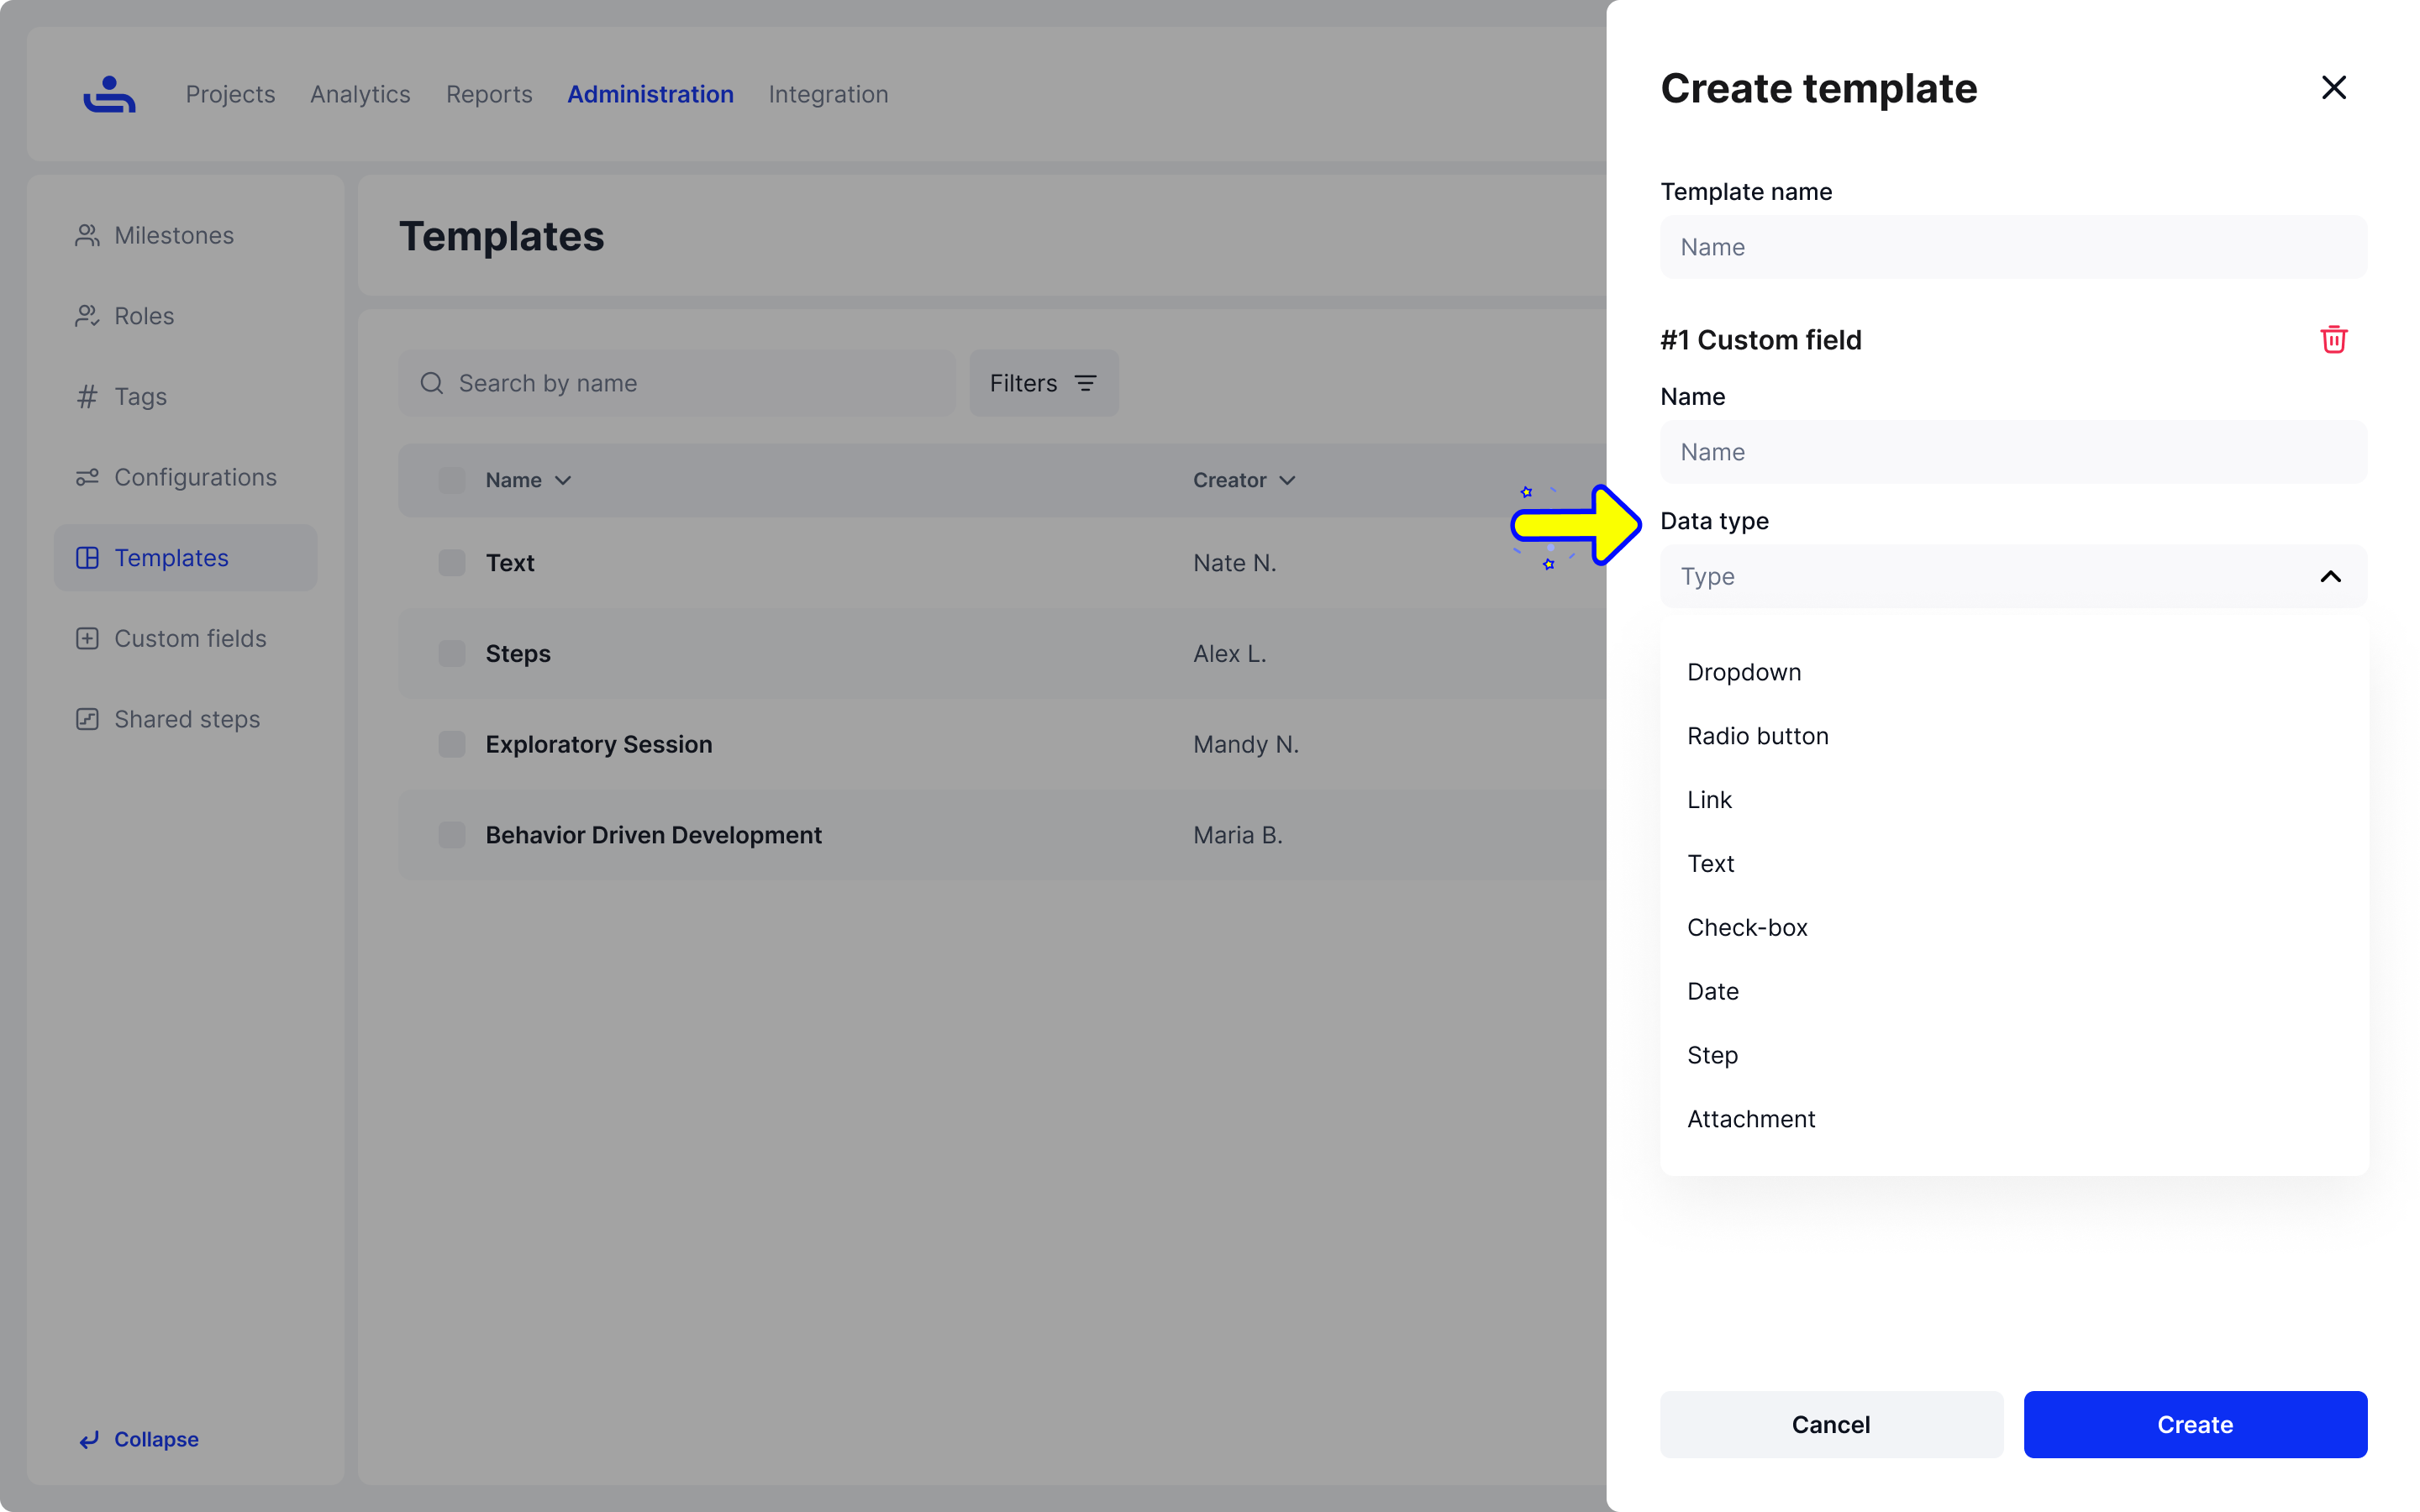 Projects Analytics Reports Administration Integration
Milestones
Roles
Tags
Configurations
Templates
Custom fields
Shared steps
Collapse
Templates
Search by name
Filters
Name Creator
Text Nate N.
Steps Alex L.
Exploratory Session Mandy N.
Behavior Driven Development Maria B.
Create template
Template name
Name
#1 Custom field
Name
Name
Data type
Type
Dropdown
Radio button
Link
Text
Check-box
Date
Step
Attachment
Cancel Create